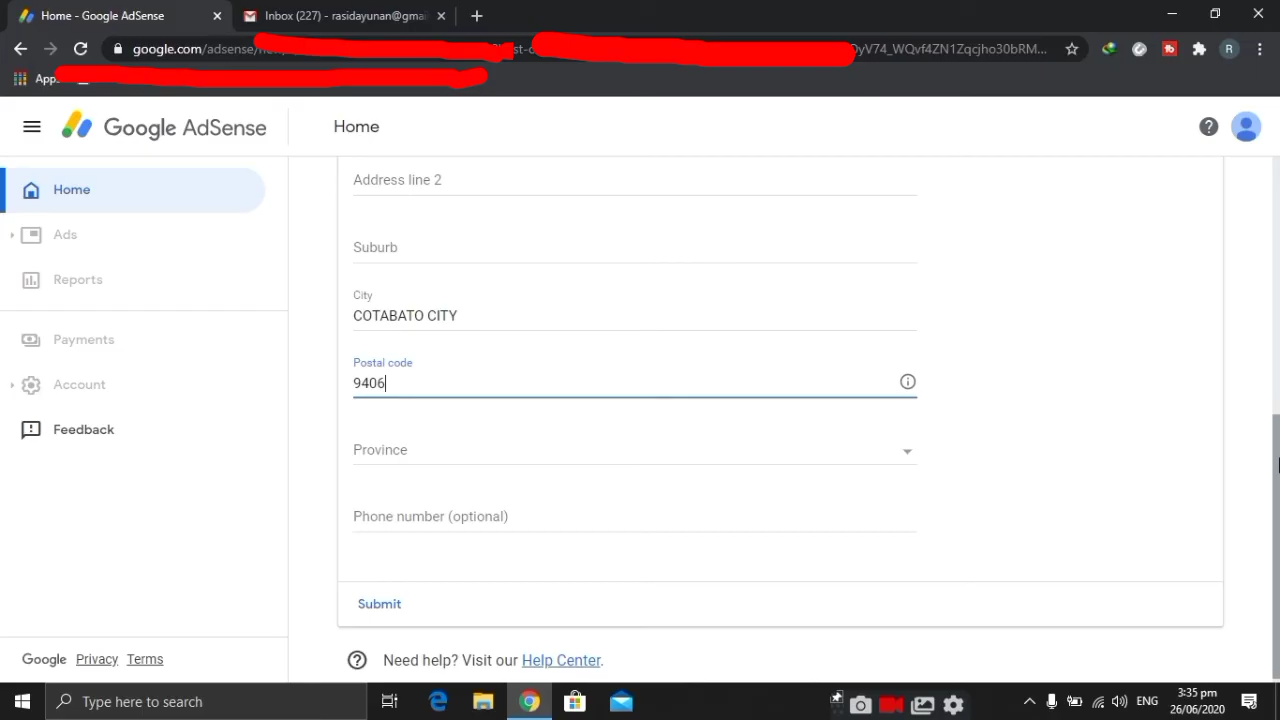 Home - Google AdSense
Inbox (227) - rasidayunan@gma
google.com/adsense/
OyV74_WQvf4ZN1Zqcjho30bRM...
R
Apps
Google AdSense
Home
Home
Ads
Reports
Payments
Account
Feedback
Address line 2
Suburb
City
COTABATO CITY
Postal code
9406
Province
Phone number (optional)
Submit
Need help? Visit our Help Center.
Google Privacy Terms
Type here to search
ENG
3:35 pm
26/06/2020